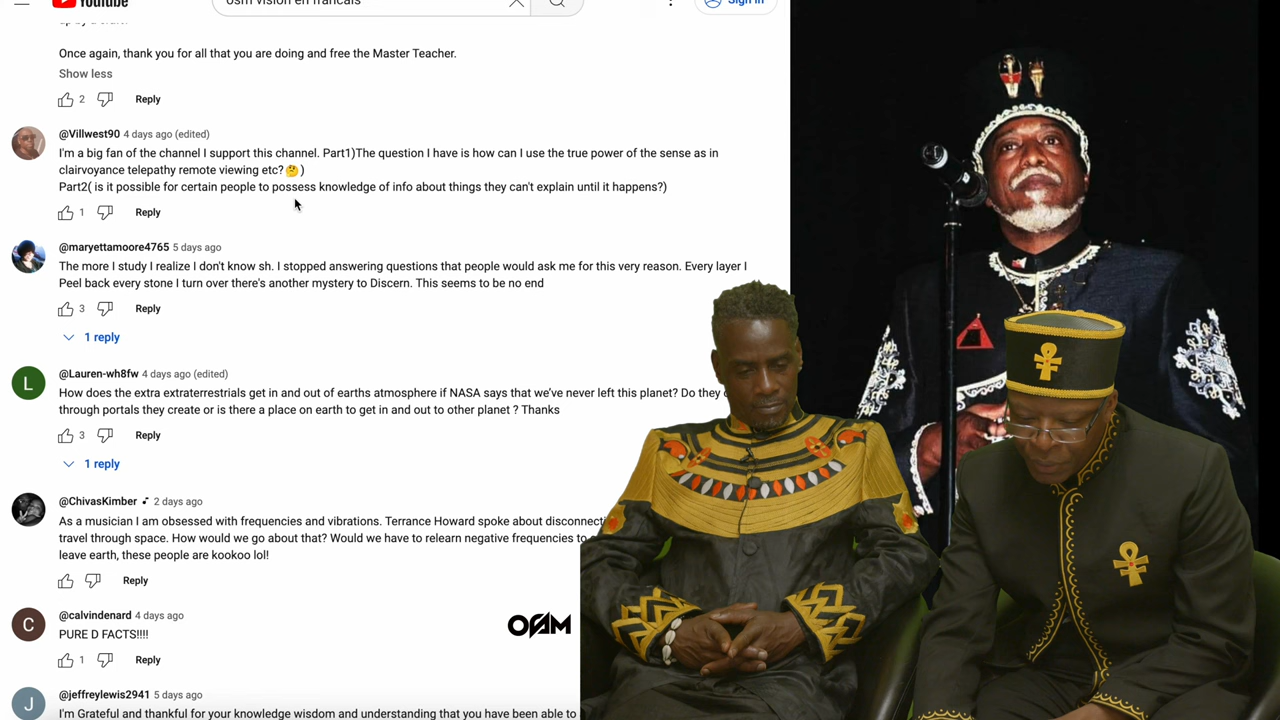 YouTube
osm vision en francais
Sign in
Once again, thank you for all that you are doing and free the Master Teacher.
Show less
2
Reply
@Villwest90 4 days ago (edited)
I'm a big fan of the channel I support this channel. Part1)The question I have is how can I use the true power of the sense as in
clairvoyance telepathy remote viewing etc?🤔)
Part2( is it possible for certain people to possess knowledge of info about things they can't explain until it happens?)
1
Reply
@maryettamoore4765 5 days ago
The more I study I realize I don't know sh. I stopped answering questions that people would ask me for this very reason. Every layer I
Peel back every stone I turn over there's another mystery to Discern. This seems to be no end
3
Reply
1 reply
@Lauren-wh8fw 4 days ago (edited)
How does the extra extraterrestrials get in and out of earths atmosphere if NASA says that we've never left this planet? Do they
through portals they create or is there a place on earth to get in and out to other planet ? Thanks
3
Reply
1 reply
@ChivasKimber 2 days ago
As a musician I am obsessed with frequencies and vibrations. Terrance Howard spoke about
travel through space. How would we go about that? Would we have to relearn negative frequencies to
leave earth, these people are kookoo lol!
Reply
@calvindenard 4 days ago
PURE D FACTS!!!!
1
Reply
OSM
@jeffreylewis2941 5 days ago
I'm Grateful and thankful for your knowledge wisdom and understanding that you have been able to